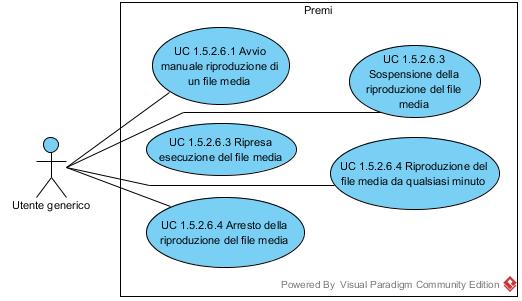 Premi
UC 1.5.2.6.1 Avvio
manuale riproduzione di
un file media
UC 1.5.2.6.3
Sospensione della
riproduzione del file
media
UC 1.5.2.6.3 Ripresa
esecuzione del file media
UC 1.5.2.6.4 Riproduzione del
file media da qualsiasi minuto
Utente generico
UC 1.5.2.6.4 Arresto della
riproduzione del file media
Powered By Visual Paradigm Community Edition